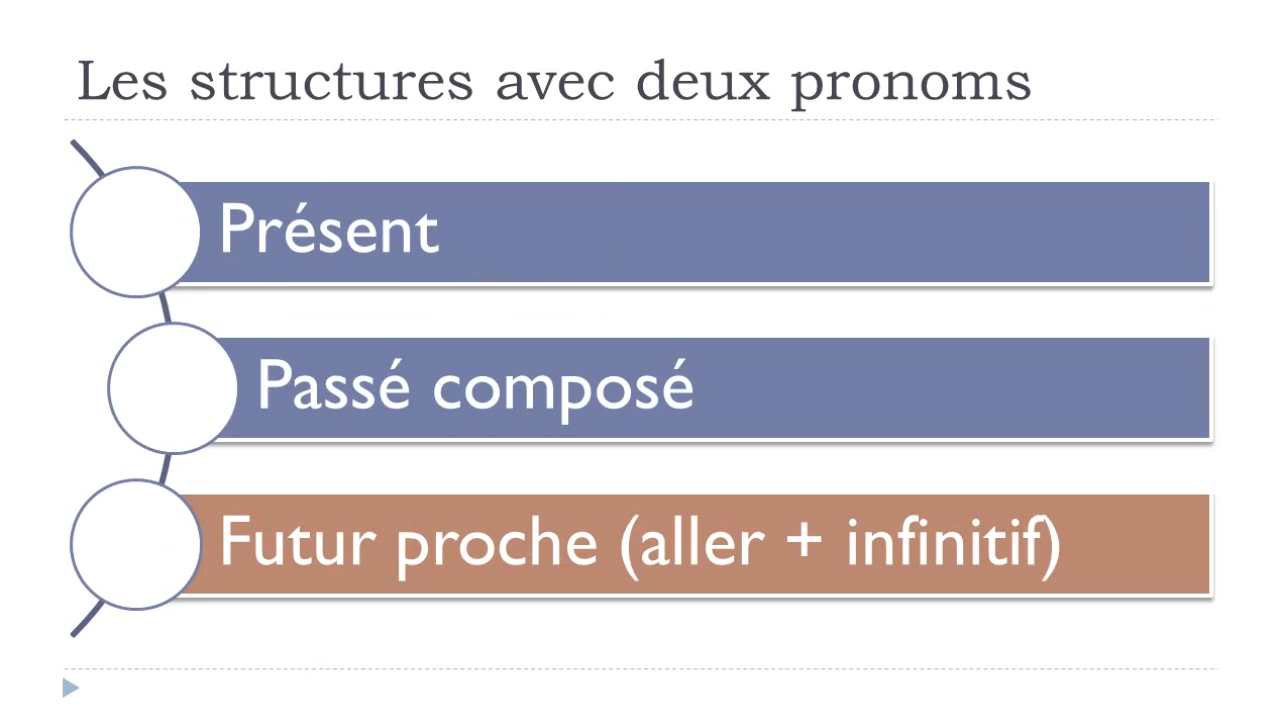 Les structures avec deux pronoms
Présent
Passé composé
Futur proche (aller + infinitif)